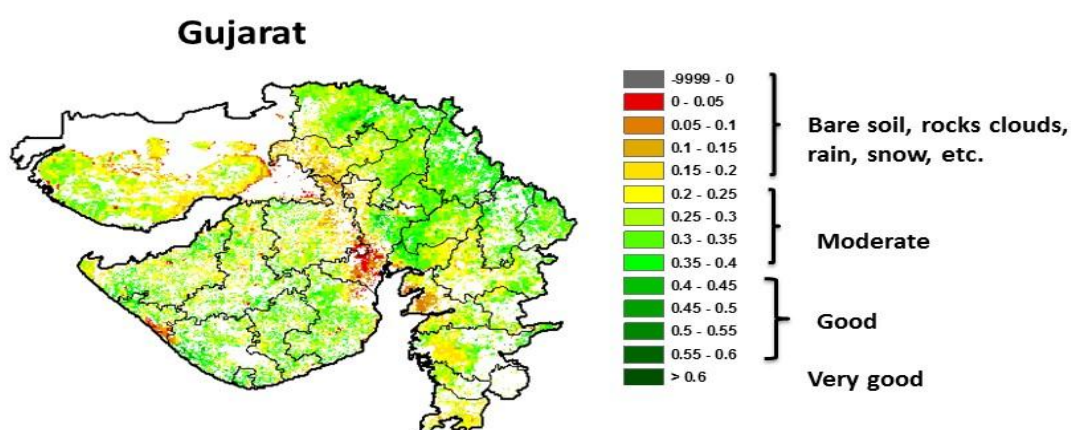 Gujarat
-9999 - 0
0 - 0.05
0.05 - 0.1
0.1 - 0.15
0.15 - 0.2
0.2 - 0.25
0.25 - 0.3
0.3 - 0.35
0.35 - 0.4
0.4 - 0.45
0.45 - 0.5
0.5 - 0.55
0.55 - 0.6
> 0.6
Bare soil, rocks clouds,
rain, snow, etc.
Moderate
Good
Very good